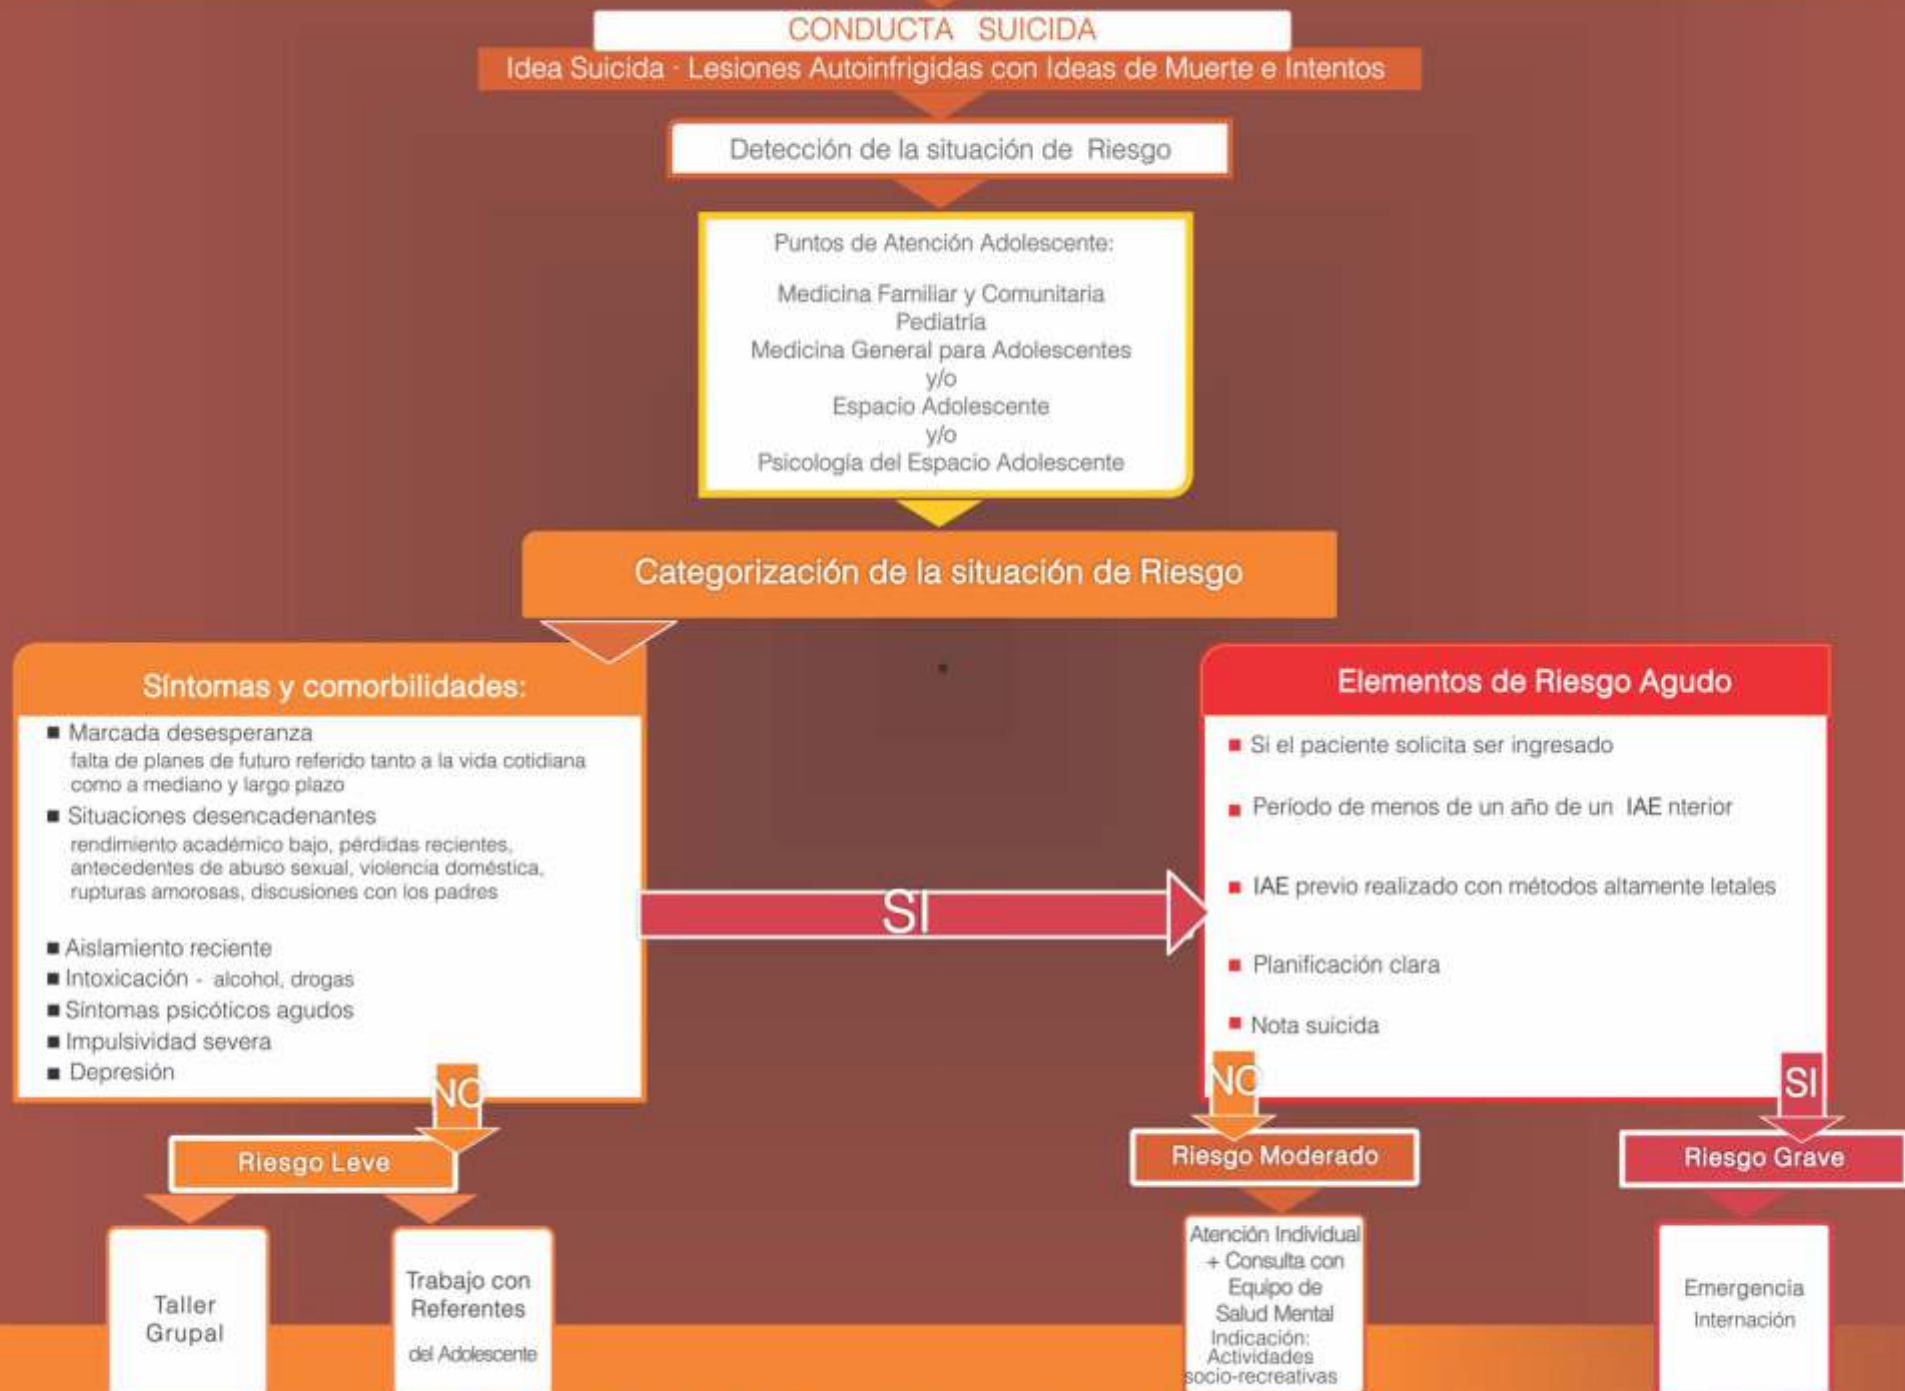 CONDUCTA SUICIDA
Idea Suicida · Lesiones Autoinfrigidas con Ideas de Muerte e Intentos
Detección de la situación de Riesgo
Puntos de Atención Adolescente:
Medicina Familiar y Comunitaria
Pediatría
Medicina General para Adolescentes
y/o
Espacio Adolescente
y/o
Psicología del Espacio Adolescente
Categorización de la situación de Riesgo
Síntomas y comorbilidades:
■ Marcada desesperanza
falta de planes de futuro referido tanto a la vida cotidiana
como a mediano y largo plazo
■ Situaciones desencadenantes
rendimiento académico bajo, pérdidas recientes,
antecedentes de abuso sexual, violencia doméstica,
rupturas amorosas, discusiones con los padres
■ Aislamiento reciente
■ Intoxicación - alcohol, drogas
■ Síntomas psicóticos agudos
■ Impulsividad severa
■ Depresión
NO
SI
Elementos de Riesgo Agudo
■ Si el paciente solicita ser ingresado
■ Período de menos de un año de un IAE nterior
■ IAE previo realizado con métodos altamente letales
■ Planificación clara
■ Nota suicida
NO
SI
Riesgo Leve
Taller
Grupal
Trabajo con
Referentes
del Adolescente
Riesgo Moderado
Atención Individual
+ Consulta con
Equipo de
Salud Mental
Indicación:
Actividades
socio-recreativas
Riesgo Grave
Emergencia
Internación